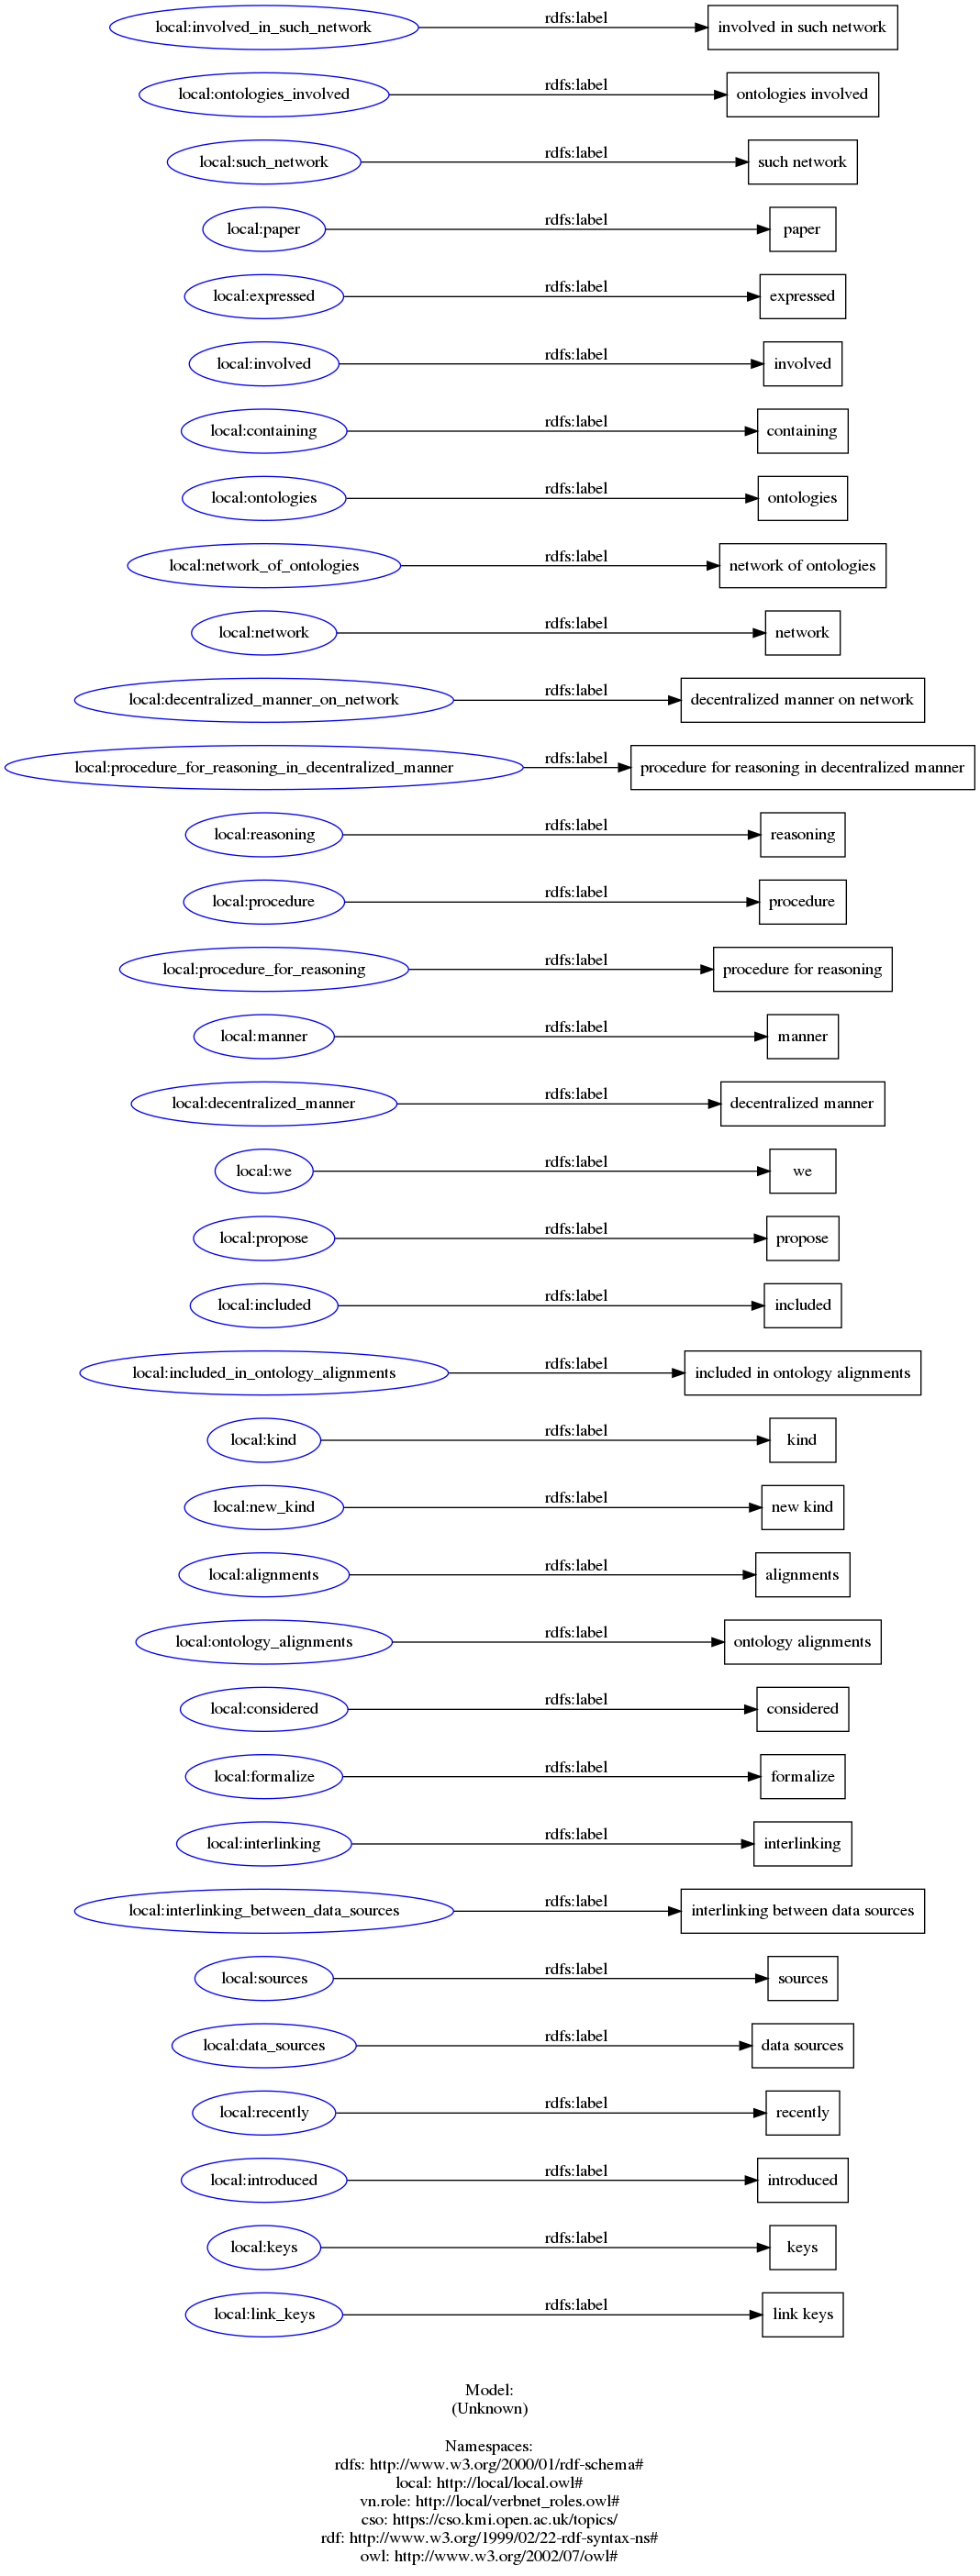 local:involved_in_such_network rdfs:label involved in such network
local:ontologies_involved rdfs:label ontologies involved
local:such_network rdfs:label such network
local:paper rdfs:label paper
local:expressed rdfs:label expressed
local:involved rdfs:label involved
local:containing rdfs:label containing
local:ontologies rdfs:label ontologies
local:network_of_ontologies rdfs:label network of ontologies
local:network rdfs:label network
local:decentralized_manner_on_network rdfs:label decentralized manner on network
local:procedure_for_reasoning_in_decentralized_manner rdfs:label procedure for reasoning in decentralized manner
local:reasoning rdfs:label reasoning
local:procedure rdfs:label procedure
local:procedure_for_reasoning rdfs:label procedure for reasoning
local:manner rdfs:label manner
local:decentralized_manner rdfs:label decentralized manner
local:we rdfs:label we
local:propose rdfs:label propose
local:included rdfs:label included
local:included_in_ontology_alignments rdfs:label included in ontology alignments
local:kind rdfs:label kind
local:new_kind rdfs:label new kind
local:alignments rdfs:label alignments
local:ontology_alignments rdfs:label ontology alignments
local:considered rdfs:label considered
local:formalize rdfs:label formalize
local:interlinking rdfs:label interlinking
local:interlinking_between_data_sources rdfs:label interlinking between data sources
local:sources rdfs:label sources
local:data_sources rdfs:label data sources
local:recently rdfs:label recently
local:introduced rdfs:label introduced
local:keys rdfs:label keys
local:link_keys rdfs:label link keys
Model:
(Unknown)
Namespaces:
rdfs: http://www.w3.org/2000/01/rdf-schema#
local: http://local/local.owl#
vn.role: http://local/verbnet_roles.owl#
cso: https://cso.kmi.open.ac.uk/topics/
rdf: http://www.w3.org/1999/02/22-rdf-syntax-ns#
owl: http://www.w3.org/2002/07/owl#